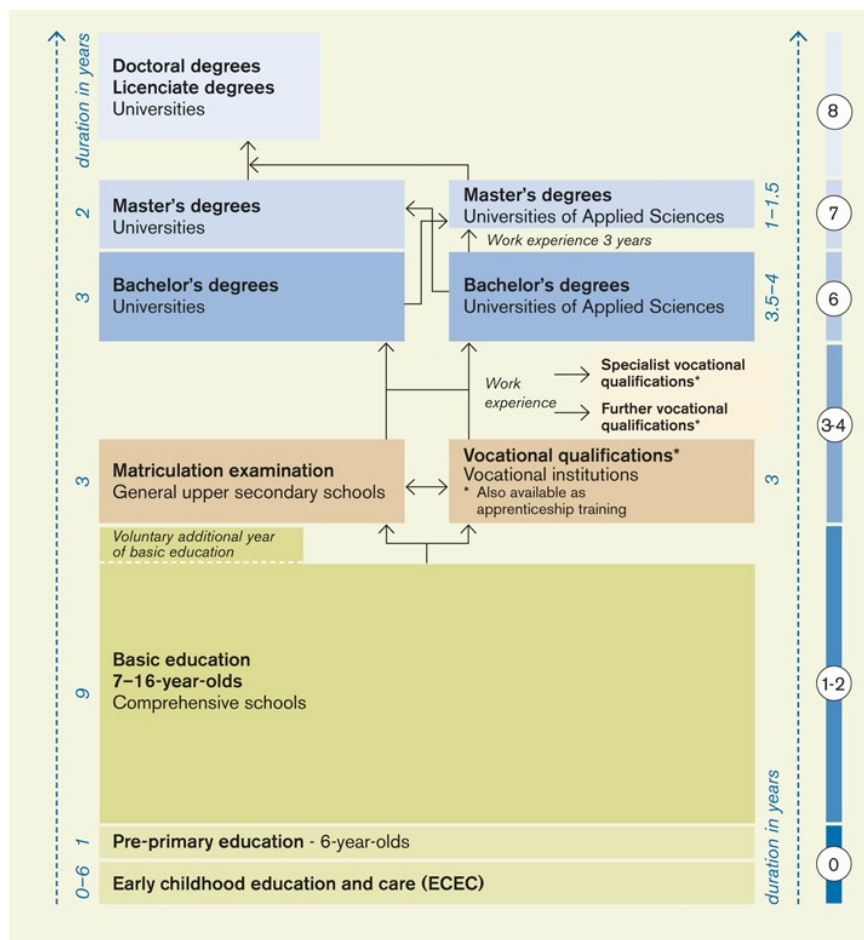 duration in years
Doctoral degrees
Licenciate degrees
Universities
8
2
Master's degrees
Universities
Master's degrees
Universities of Applied Sciences
1–1.5
7
Work experience 3 years
3
Bachelor's degrees
Universities
Bachelor's degrees
Universities of Applied Sciences
3.5–4
6
Work
experience
Specialist vocational
qualifications*
Further vocational
qualifications*
3-4
3
Matriculation examination
General upper secondary schools
Vocational qualifications*
Vocational institutions
* Also available as
apprenticeship training
3
Voluntary additional year
of basic education
9
Basic education
7–16-year-olds
Comprehensive schools
1-2
1
Pre-primary education - 6-year-olds
0–6
Early childhood education and care (ECEC)
duration in years
0